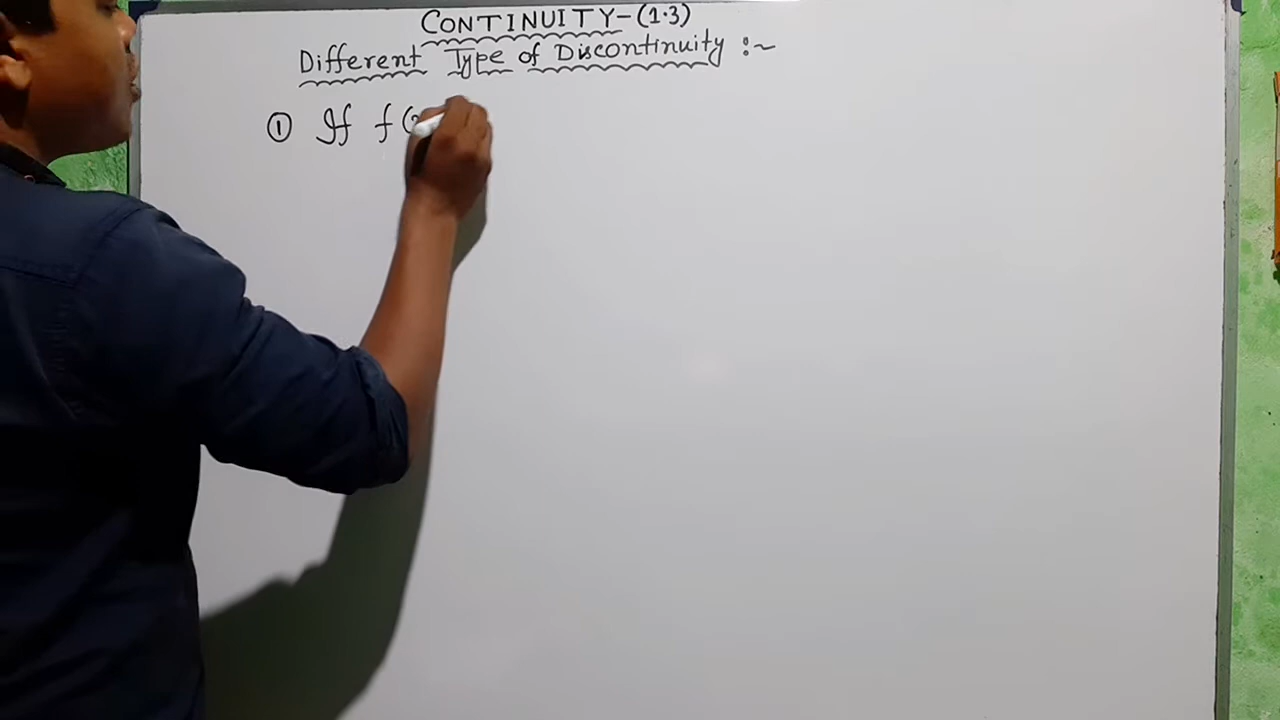 CONTINUITY-(1.3)
Different Type of Discontinuity :~
① If f(